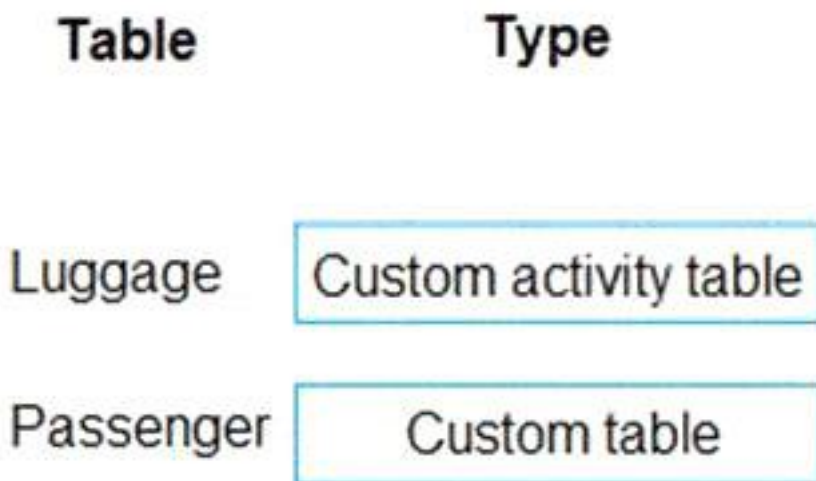 Table Type
Luggage Custom activity table
Passenger Custom table